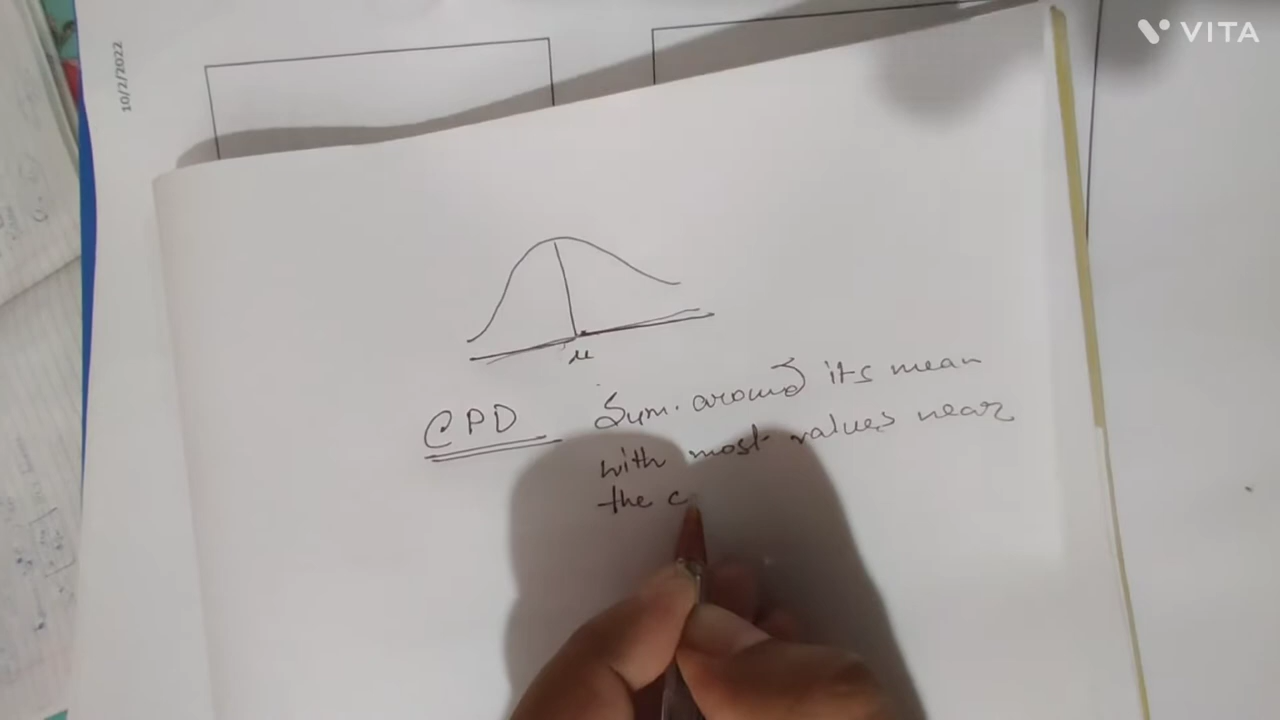 VITA
10/2/2022
μ
CPD
Sym. around its mean
with most values near
the c